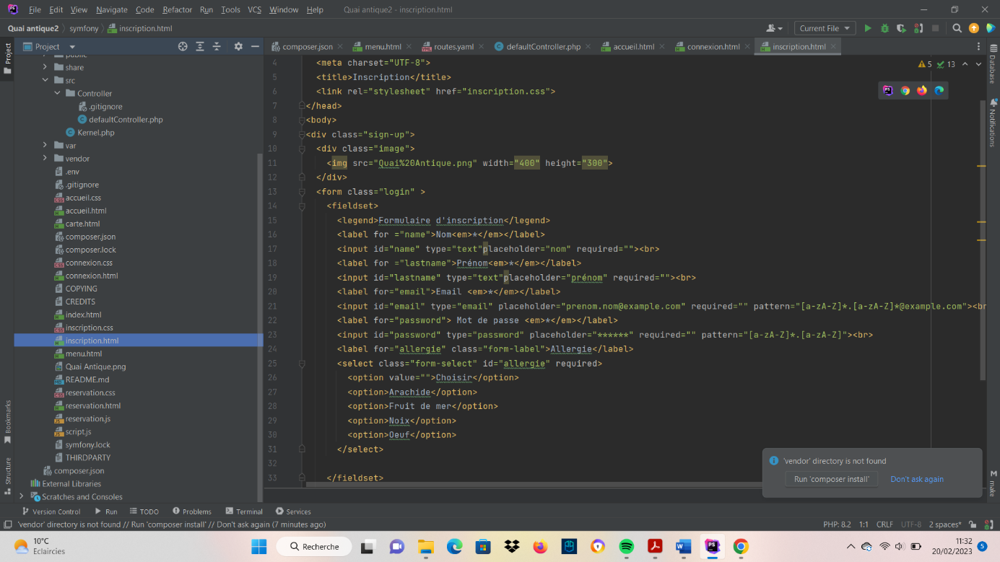 File Edit View Navigate Code Refactor Run Tools VCS Window Help Quai antique2 - inscription.html
Quai antique2 symfony inscription.html Current File
Project composer.json menu.html routes.yaml defaultController.php accueil.html connexion.html inscription.html
Project
public
share
src
Controller
.gitignore
defaultController.php
Kernel.php
var
vendor
.env
.gitignore
accueil.css
accueil.html
carte.html
composer.json
composer.lock
connexion.css
connexion.html
COPYING
CREDITS
index.html
inscription.css
inscription.html
menu.html
Quai Antique.png
README.md
reservation.css
reservation.html
reservation.js
script.js
symfony.lock
THIRDPARTY
composer.json
External Libraries
Scratches and Consoles
Bookmarks
Structure
5 13
4 <meta charset="UTF-8">
5 <title>Inscription</title>
6 <link rel="stylesheet" href="inscription.css">
7 </head>
8 <body>
9 <div class="sign-up">
10 <div class="image">
11 <img src="Quai%20Antique.png" width="400" height="300">
12 </div>
13 <form class="login" >
14 <fieldset>
15 <legend>Formulaire d'inscription</legend>
16 <label for ="name">Nom<em>*</em></label>
17 <input id="name" type="text"placeholder="nom" required=""><br>
18 <label for ="lastname">Prénom<em>*</em></label>
19 <input id="lastname" type="text"placeholder="prénom" required=""><br>
20 <label for="email">Email <em>*</em></label>
21 <input id="email" type="email" placeholder="prenom.nom@example.com" required="" pattern="[a-zA-Z]*.[a-zA-Z]*@example.com"><br
22 <label for="password"> Mot de passe <em>*</em></label>
23 <input id="password" type="password" placeholder="******" required="" pattern="[a-zA-Z]*.[a-zA-Z]"><br>
24 <label for="allergie" class="form-label">Allergie</label>
25 <select class="form-select" id="allergie" required>
26 <option value="">Choisir</option>
27 <option>Arachide</option>
28 <option>Fruit de mer</option>
29 <option>Noix</option>
30 <option>Oeuf</option>
31 </select>
32
33 </fieldset>
Database
Notifications
make
'vendor' directory is not found
Run 'composer install' Don't ask again
Version Control Run TODO Problems Terminal Services
'vendor' directory is not found // Run 'composer install' // Don't ask again (7 minutes ago) PHP: 8.2 1:1 CRLF UTF-8 2 spaces*
10°C
Eclaircies
Recherche
11:32
20/02/2023
5